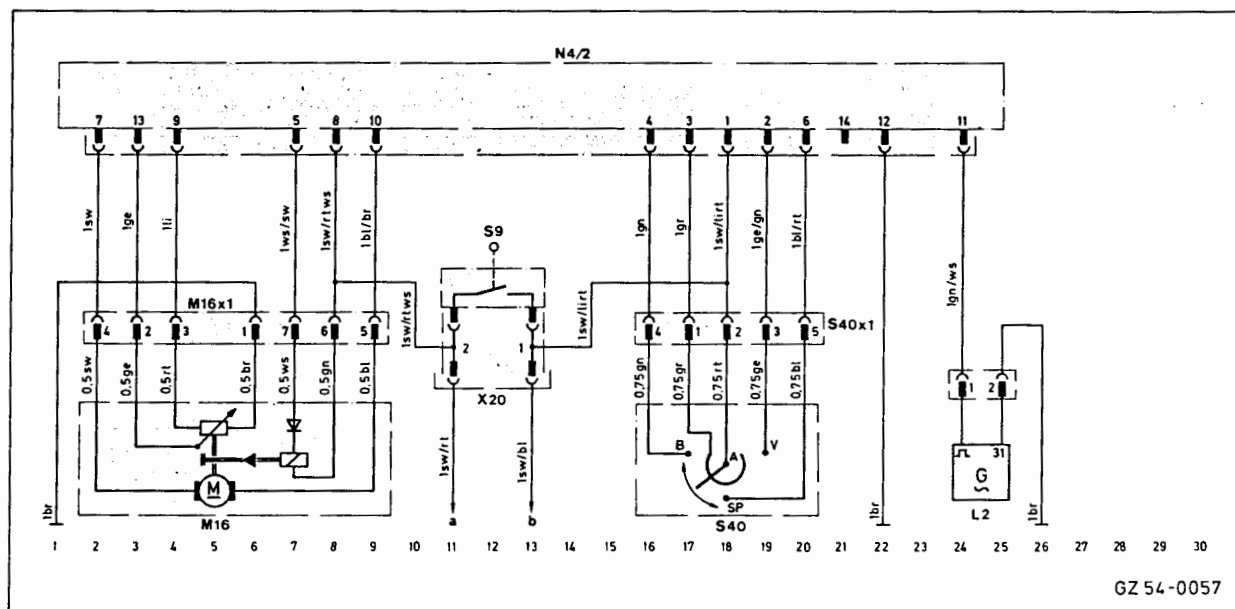 N4/2
7 13 9 5 8 10 4 3 1 2 6 14 12 11
1sw 1ge 1li 1ws/sw 1sw/rtws 1bl/br 1gn 1gr 1sw/lirt 1ge/gn 1bl/rt 1gn/ws
S9
M16x1
4 2 3 1 7 6 5
1sw/rtws
2 1
1sw/lirt
4 1 2 3 5
S40x1
0,5sw 0,5ge 0,5rt 0,5br 0,5ws 0,5gn 0,5bl
X20
0,75gn 0,75gr 0,75rt 0,75ge 0,75bl
1 2
B A V
SP
M
M16
1sw/rt 1sw/bl
a b
S40
31
G
L2
1br 1br 1br
1 2 3 4 5 6 7 8 9 10 11 12 13 14 15 16 17 18 19 20 21 22 23 24 25 26 27 28 29 30
GZ 54-0057